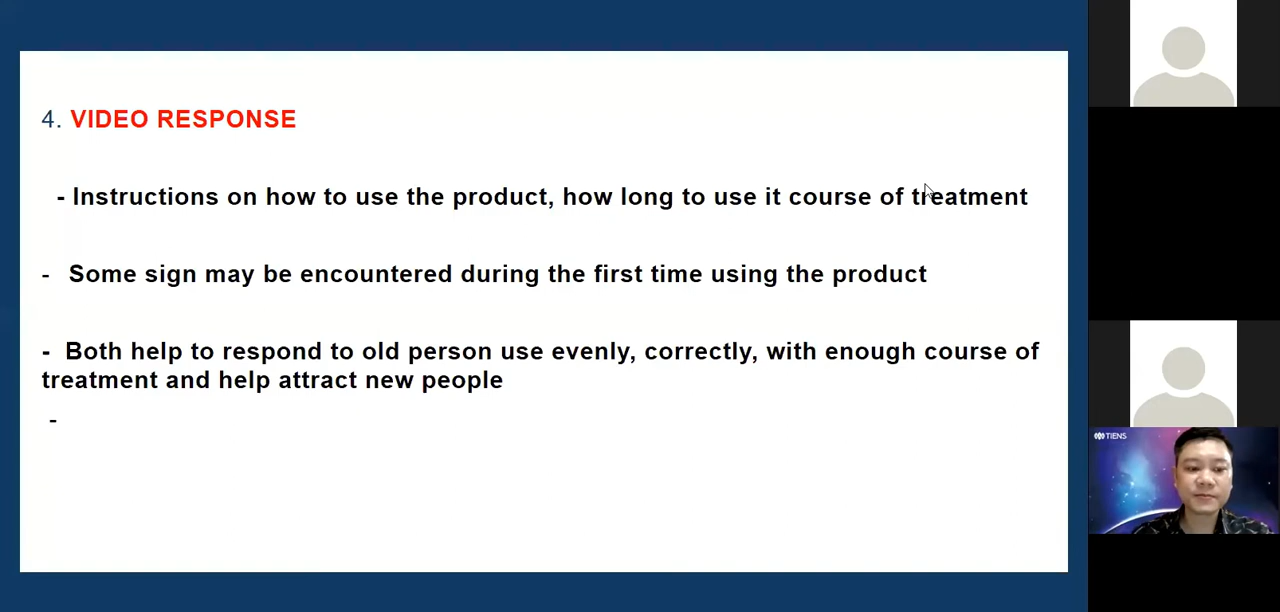 4. VIDEO RESPONSE
- Instructions on how to use the product, how long to use it course of treatment
- Some sign may be encountered during the first time using the product
- Both help to respond to old person use evenly, correctly, with enough course of
treatment and help attract new people
-
TIENS